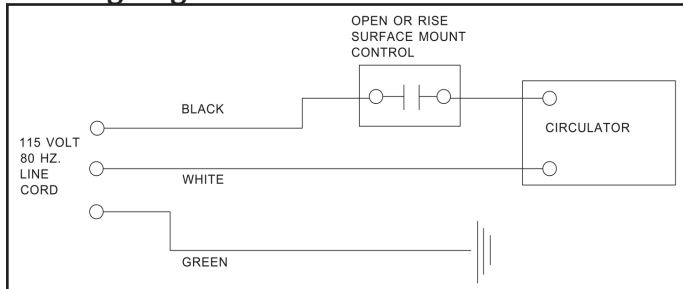 OPEN OR RISE
SURFACE MOUNT
CONTROL
BLACK
CIRCULATOR
115 VOLT
80 HZ.
LINE
CORD
WHITE
GREEN